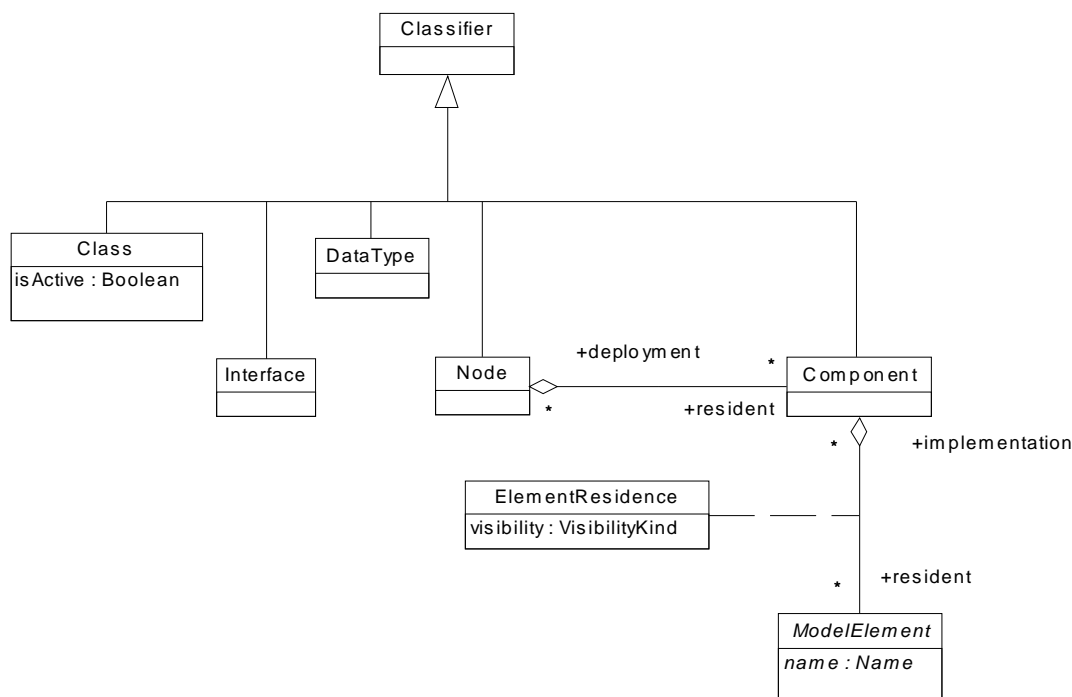 Classifier
Class
isActive : Boolean
DataType
Interface
Node
+deployment
*
*
+resident
Component
*
+implementation
ElementResidence
visibility : VisibilityKind
+resident
*
ModelElement
name : Name